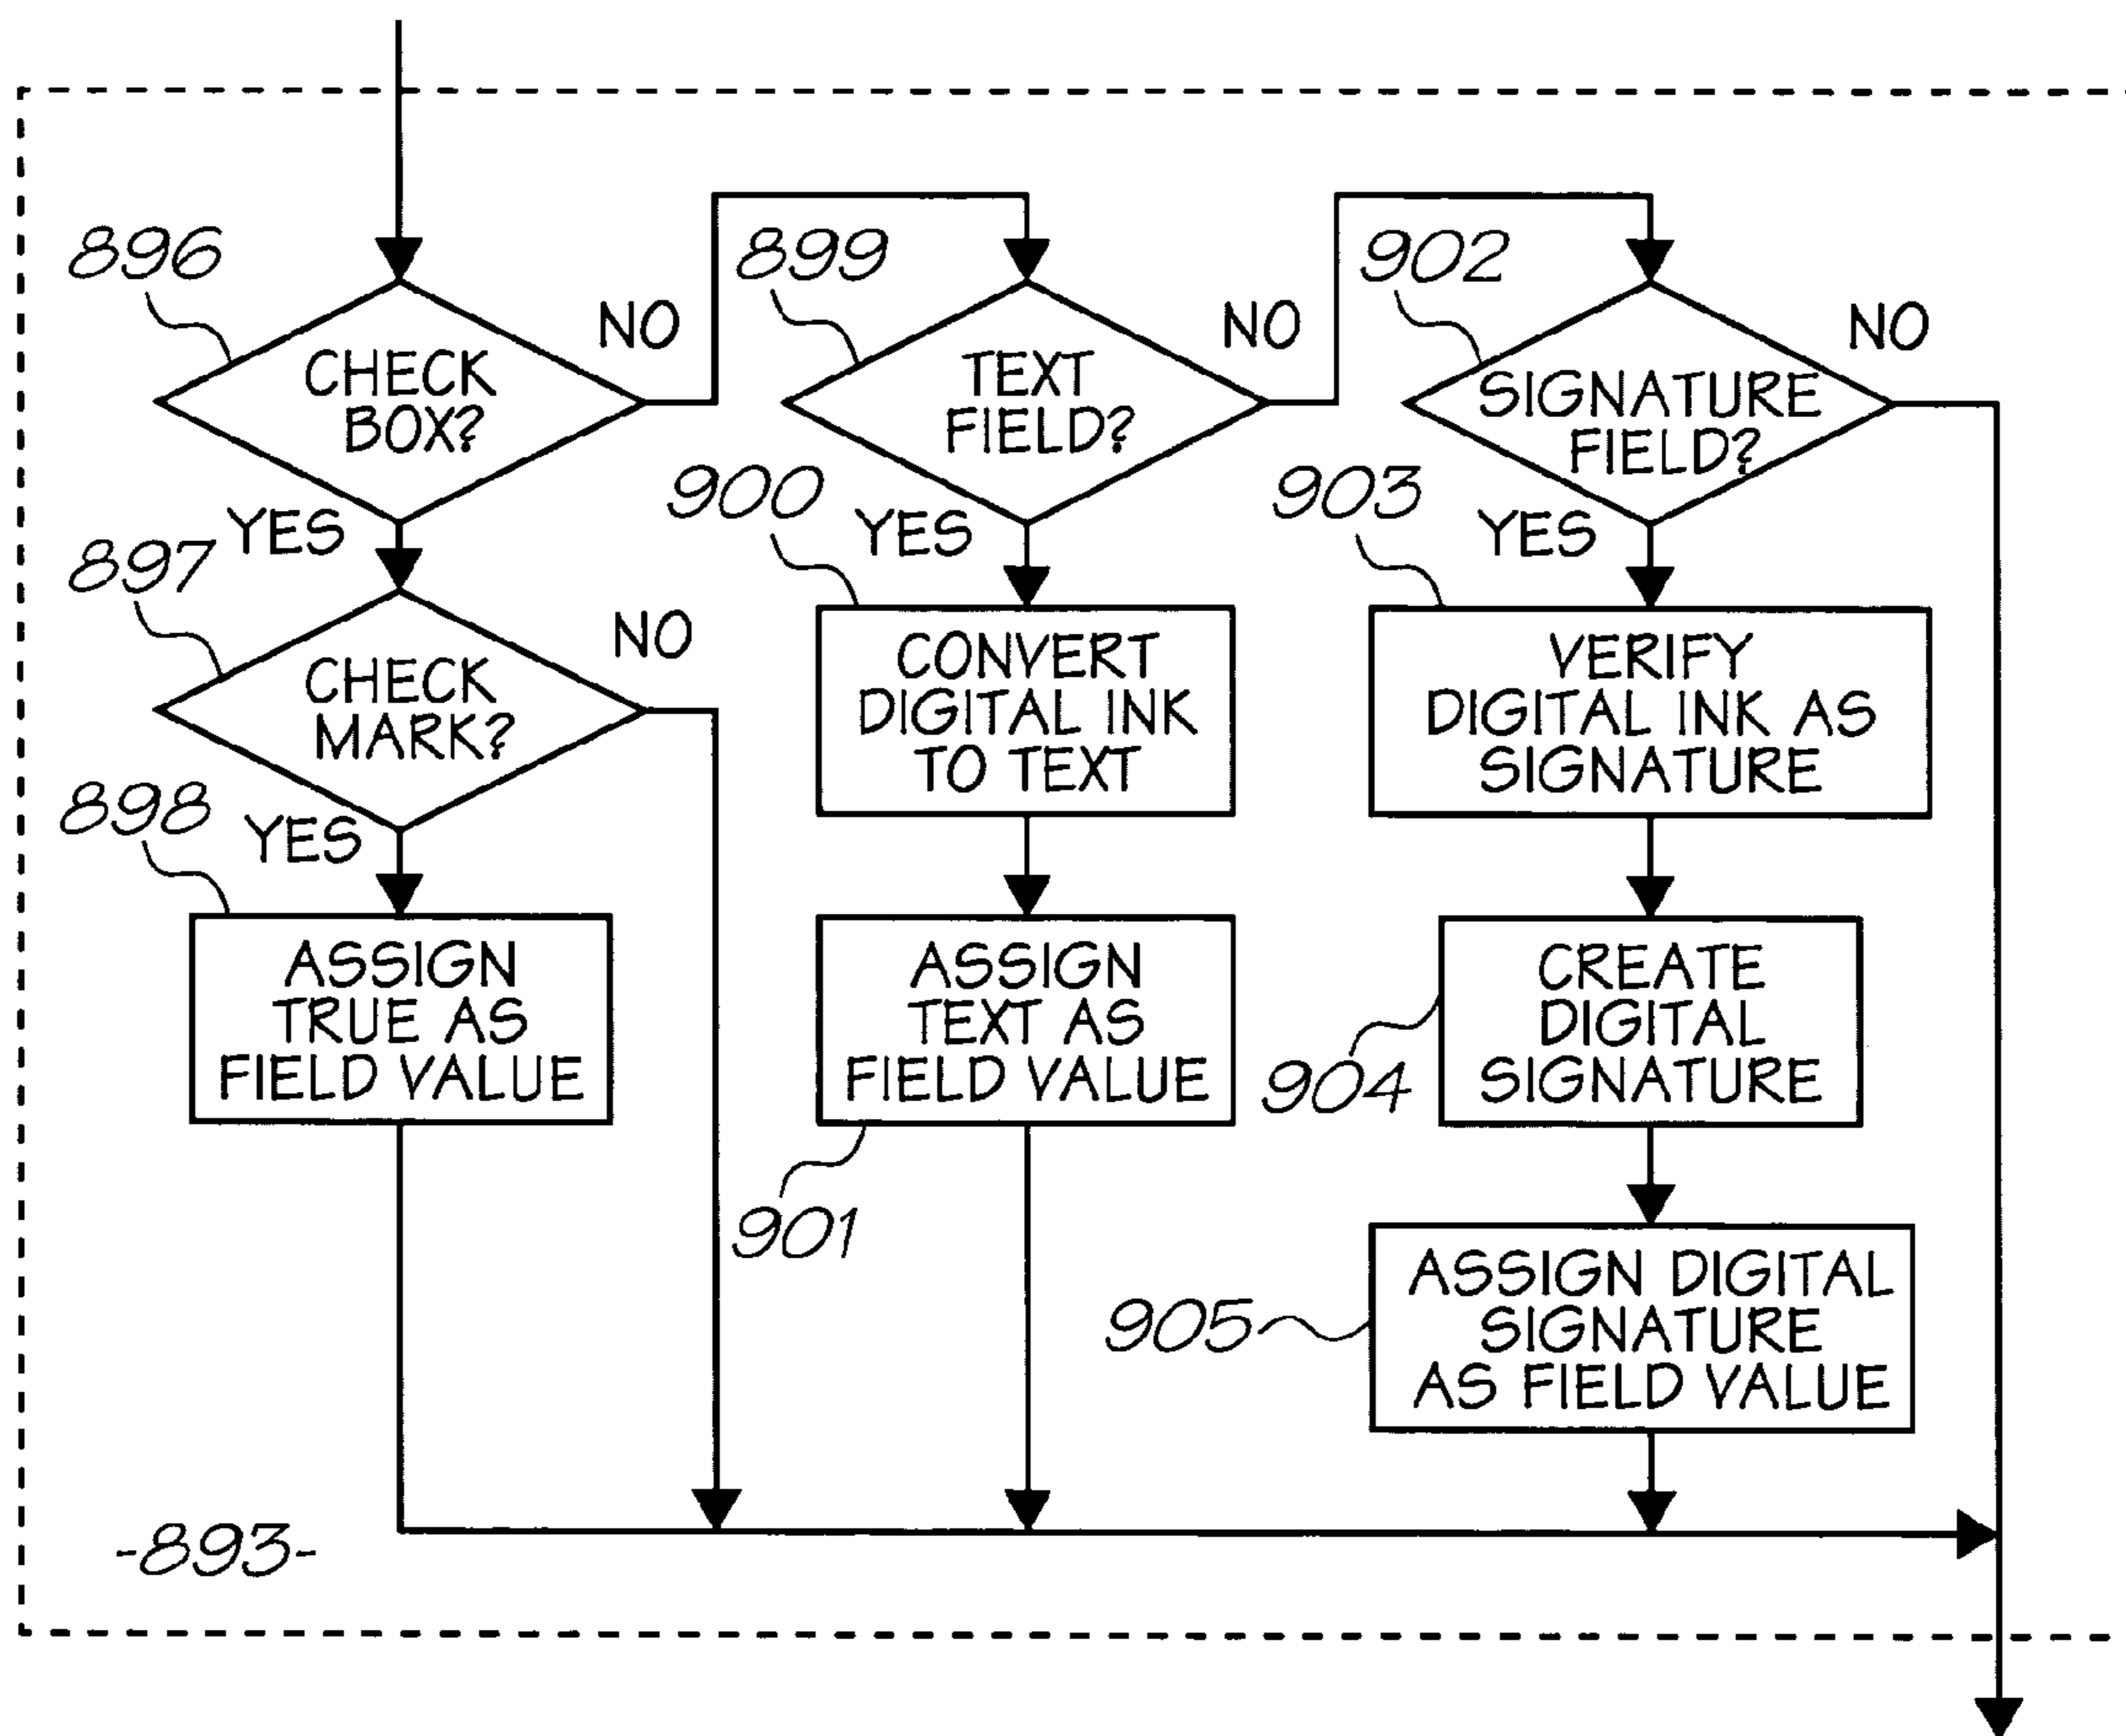 896
CHECK
BOX?
NO
YES
897
CHECK
MARK?
NO
YES
898
ASSIGN
TRUE AS
FIELD VALUE
899
TEXT
FIELD?
NO
YES
900
CONVERT
DIGITAL INK
TO TEXT
ASSIGN
TEXT AS
FIELD VALUE
901
902
SIGNATURE
FIELD?
NO
YES
903
VERIFY
DIGITAL INK AS
SIGNATURE
CREATE
DIGITAL
SIGNATURE
904
ASSIGN DIGITAL
SIGNATURE
AS FIELD VALUE
905
-893-